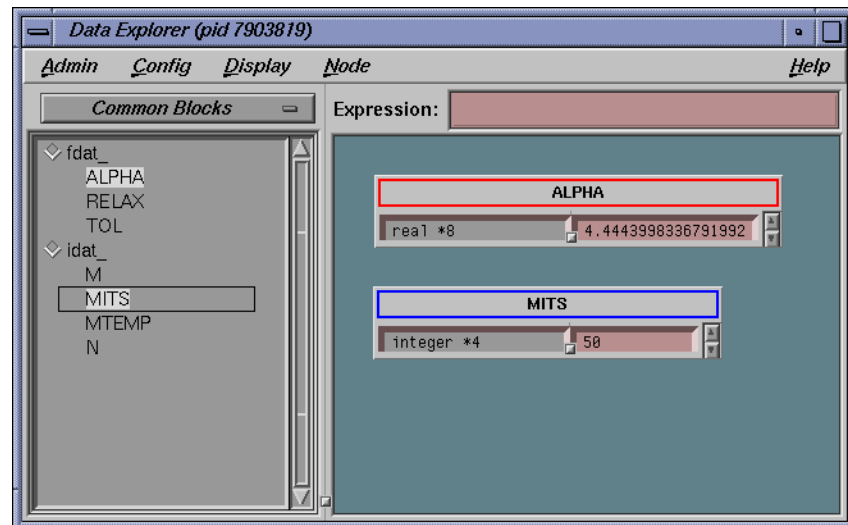 Data Explorer (pid 7903819)
Admin Config Display Node Help
Common Blocks
Expression:
fdat_
ALPHA
RELAX
TOL
idat_
M
MITS
MTEMP
N
ALPHA
real *8 4.4443998336791992
MITS
integer *4 50